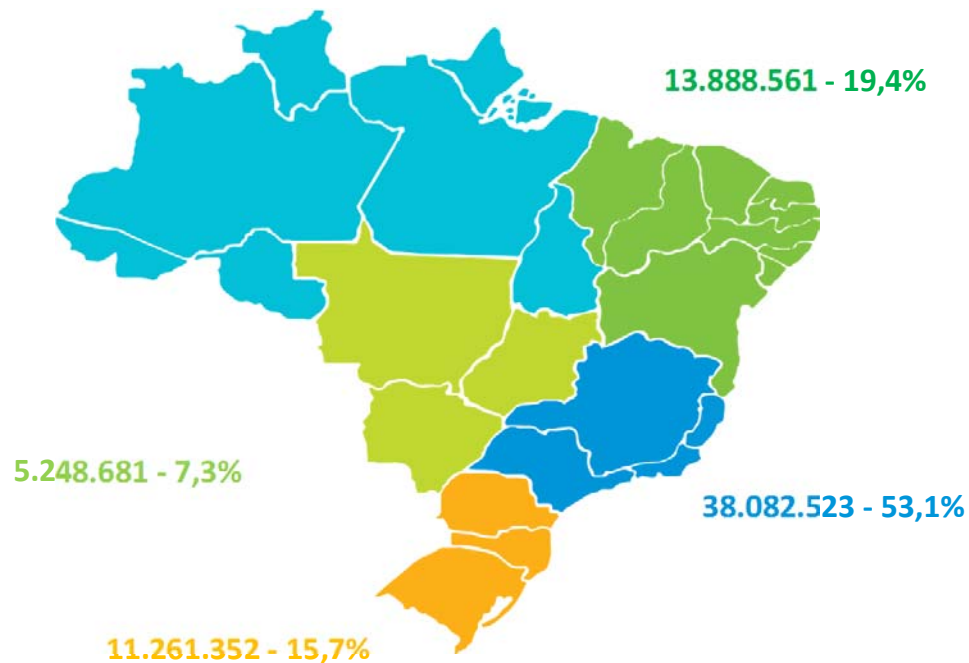 13.888.561 - 19,4%
5.248.681 - 7,3%
38.082.523 - 53,1%
11.261.352 - 15,7%